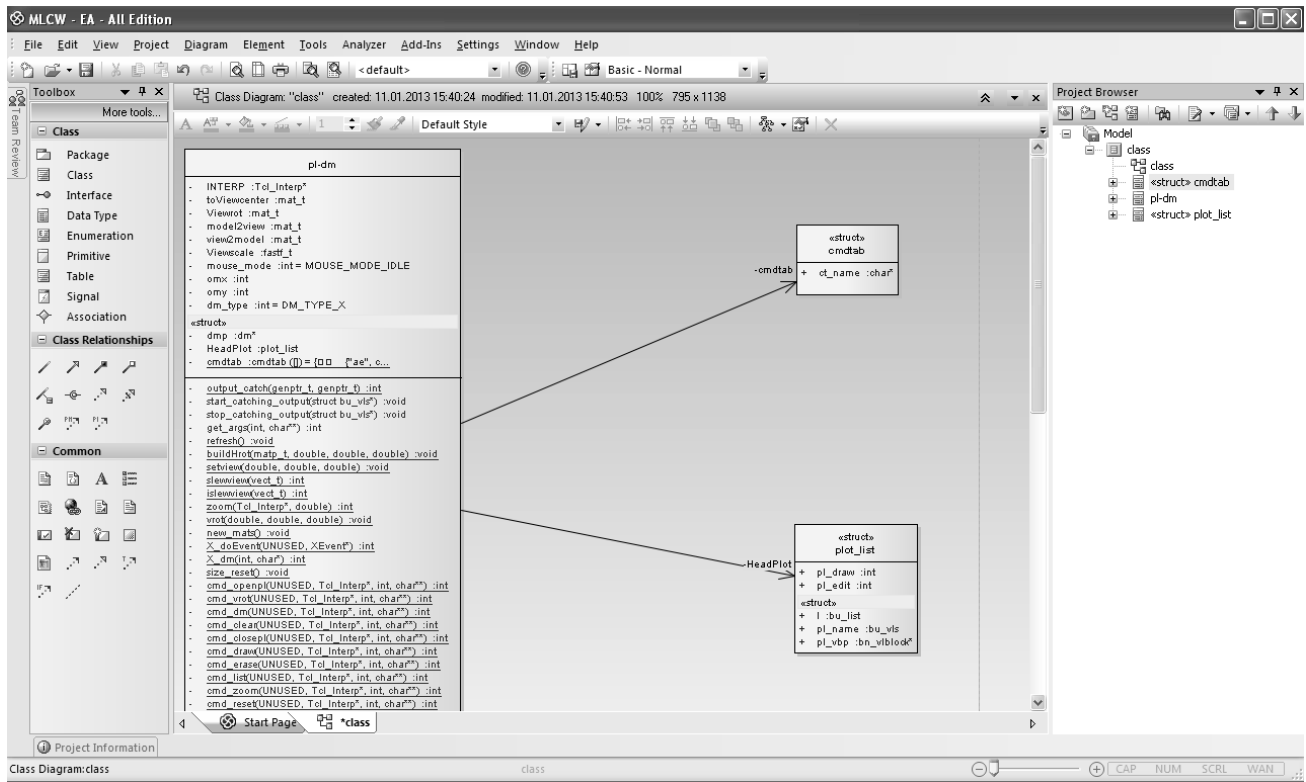 MLCW - EA - All Edition
File Edit View Project Diagram Element Tools Analyzer Add-Ins Settings Window Help
<default>
Basic - Normal
Team Review
Toolbox
More tools...
Class
Package
Class
Interface
Data Type
Enumeration
Primitive
Table
Signal
Association
Class Relationships
Common
Class Diagram: "class" created: 11.01.2013 15:40:24 modified: 11.01.2013 15:40:53 100% 795 x 1138
1 Default Style
pl-dm
- INTERP :Tcl_Interp*
- toViewcenter :mat_t
- Viewrot :mat_t
- model2view :mat_t
- view2model :mat_t
- Viewscale :fastf_t
- mouse_mode :int = MOUSE_MODE_IDLE
- omx :int
- omy :int
- dm_type :int = DM_TYPE_X
«struct»
- dmp :dm*
- HeadPlot :plot_list
- cmdtab :cmdtab ([]) = {□□ {"ae", c...
- output_catch(genptr_t, genptr_t) :int
- start_catching_output(struct bu_vls*) :void
- stop_catching_output(struct bu_vls*) :void
- get_args(int, char**) :int
- refresh() :void
- buildHrot(matp_t, double, double, double) :void
- setview(double, double, double) :void
- slewview(vect_t) :int
- islewview(vect_t) :int
- zoom(Tcl_Interp*, double) :int
- vrot(double, double, double) :void
- new_mats() :void
- X_doEvent(UNUSED, XEvent*) :int
- X_dm(int, char*) :int
- size_reset() :void
- cmd_openpl(UNUSED, Tcl_Interp*, int, char**) :int
- cmd_vrot(UNUSED, Tcl_Interp*, int, char**) :int
- cmd_dm(UNUSED, Tcl_Interp*, int, char**) :int
- cmd_clear(UNUSED, Tcl_Interp*, int, char**) :int
- cmd_closepl(UNUSED, Tcl_Interp*, int, char**) :int
- cmd_draw(UNUSED, Tcl_Interp*, int, char**) :int
- cmd_erase(UNUSED, Tcl_Interp*, int, char**) :int
- cmd_list(UNUSED, Tcl_Interp*, int, char**) :int
- cmd_zoom(UNUSED, Tcl_Interp*, int, char**) :int
- cmd_reset(UNUSED, Tcl_Interp*, int, char**) :int
«struct»
cmdtab
-cmdtab
+ ct_name :char*
«struct»
plot_list
-HeadPlot
+ pl_draw :int
+ pl_edit :int
«struct»
+ l :bu_list
+ pl_name :bu_vls
+ pl_vbp :bn_vlblock*
Start Page
*class
Project Browser
Model
class
class
«struct» cmdtab
pl-dm
«struct» plot_list
Project Information
Class Diagram:class
class
CAP NUM SCRL WAN